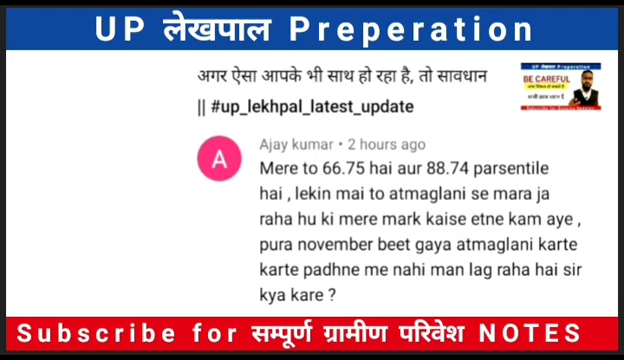 UP लेखपाल Preperation
अगर ऐसा आपके भी साथ हो रहा है, तो सावधान
|| #up_lekhpal_latest_update
UP लेखपाल Preperation
BE CAREFUL
A
Ajay kumar • 2 hours ago
Mere to 66.75 hai aur 88.74 parsentile
hai , lekin mai to atmaglani se mara ja
raha hu ki mere mark kaise etne kam aye ,
pura november beet gaya atmaglani karte
karte padhne me nahi man lag raha hai sir
kya kare ?
Subscribe for सम्पूर्ण ग्रामीण परिवेश NOTES